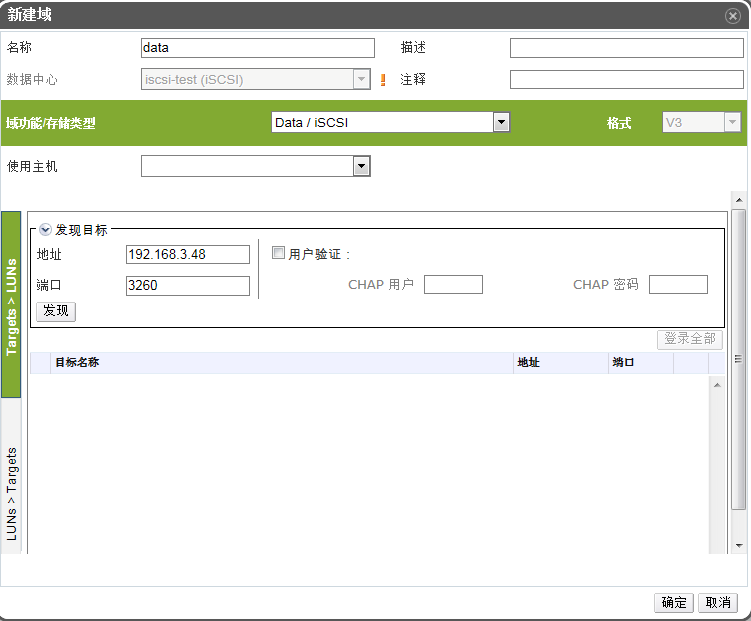 新建域
名称 data 描述
数据中心 iscsi-test (iSCSI) 注释
域功能/存储类型 Data / iSCSI 格式 V3
使用主机
Targets > LUNs
LUNs > Targets
发现目标
地址 192.168.3.48 用户验证：
端口 3260 CHAP 用户 CHAP 密码
发现
登录全部
目标名称 地址 端口
确定 取消